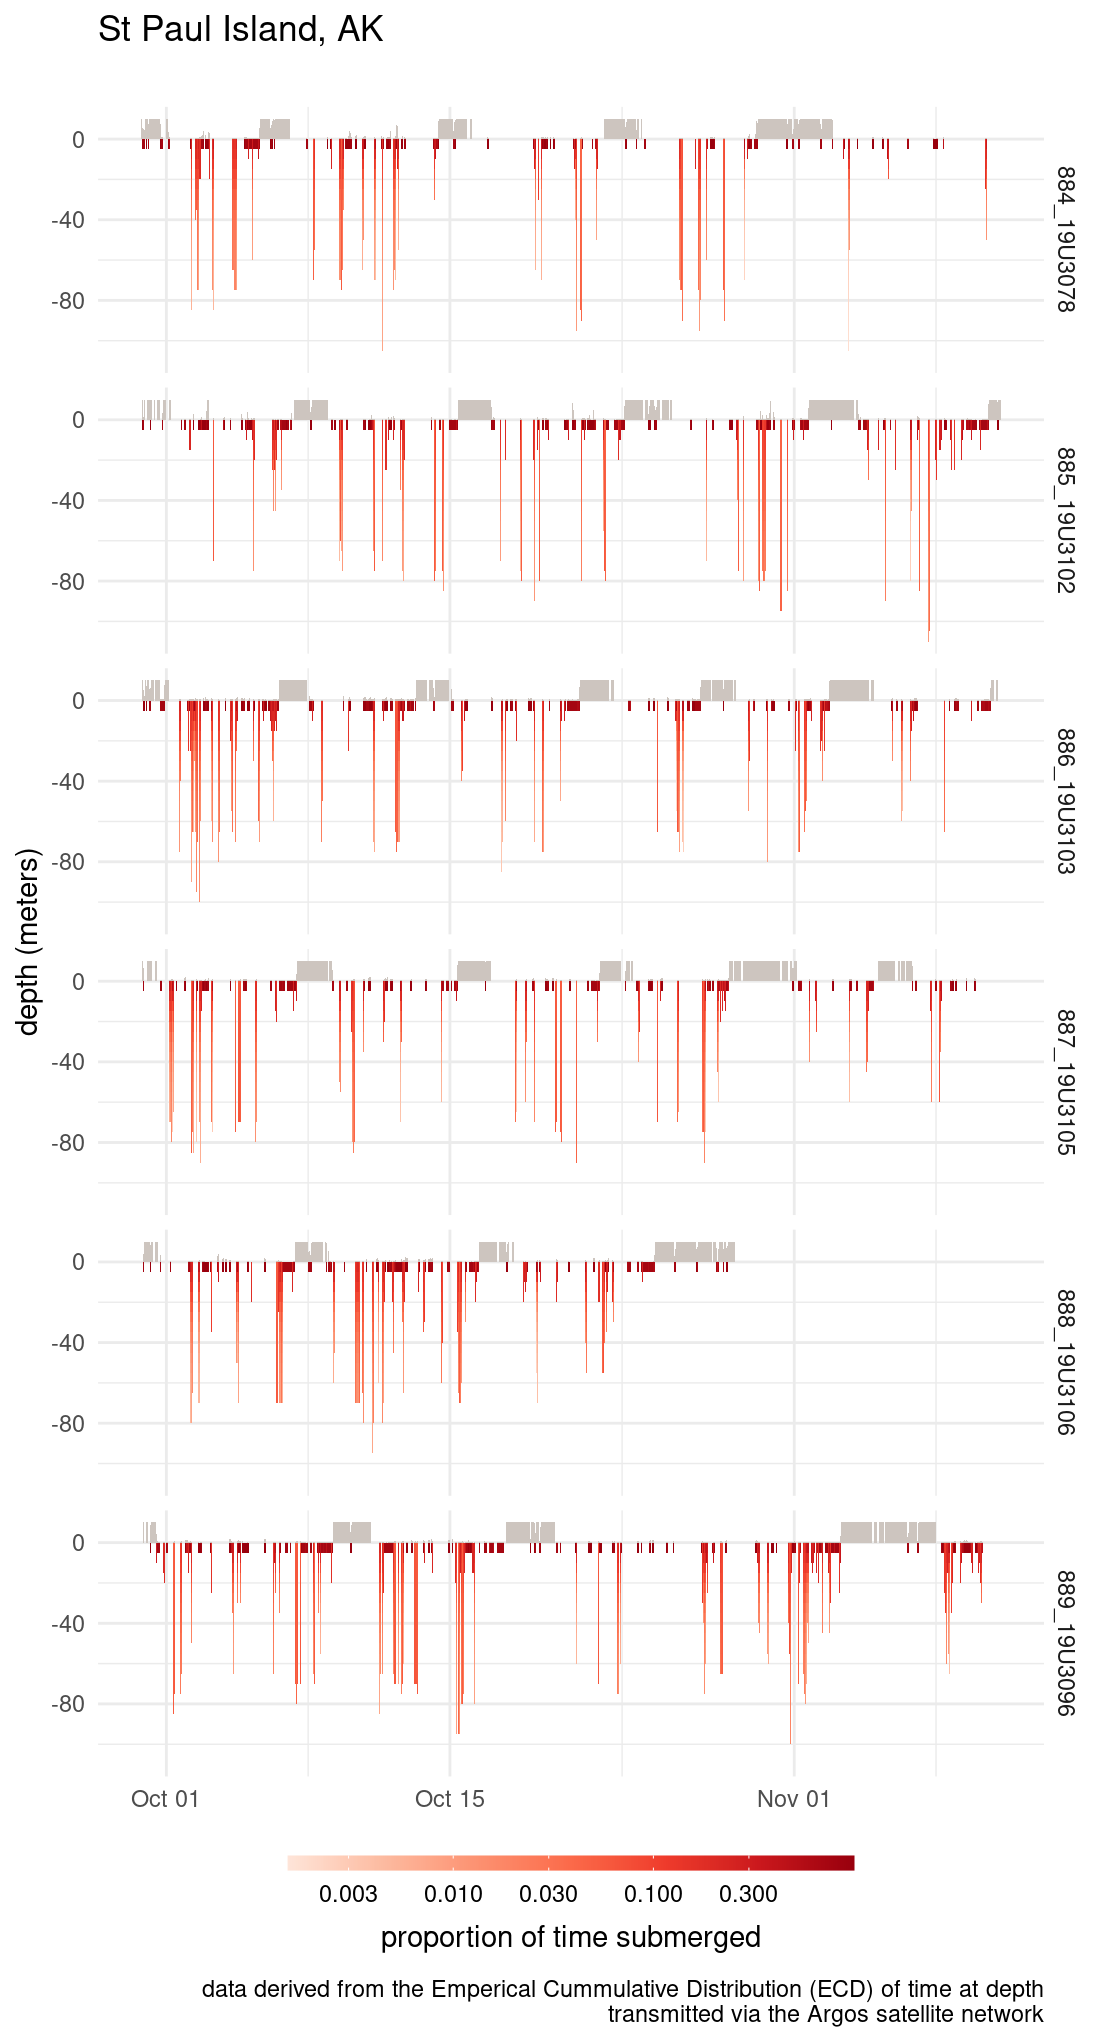 St Paul Island, AK
0
-40
-80
884_19U3078
0
-40
-80
885_19U3102
0
-40
-80
886_19U3103
depth (meters)
0
-40
-80
887_19U3105
0
-40
-80
888_19U3106
0
-40
-80
889_19U3096
Oct 01 Oct 15 Nov 01
0.003 0.010 0.030 0.100 0.300
proportion of time submerged
data derived from the Emperical Cummulative Distribution (ECD) of time at depth
transmitted via the Argos satellite network